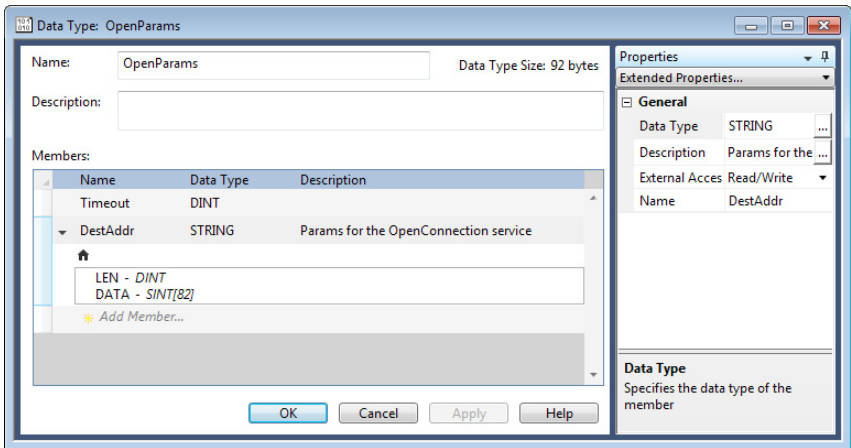 Data Type: OpenParams
Name: OpenParams Data Type Size: 92 bytes
Description:
Members:
Name Data Type Description
Timeout DINT
DestAddr STRING Params for the OpenConnection service
LEN - DINT
DATA - SINT[82]
Add Member...
OK Cancel Apply Help
Properties
Extended Properties...
General
Data Type STRING ...
Description Params for the ...
External Acces Read/Write
Name DestAddr
Data Type
Specifies the data type of the
member